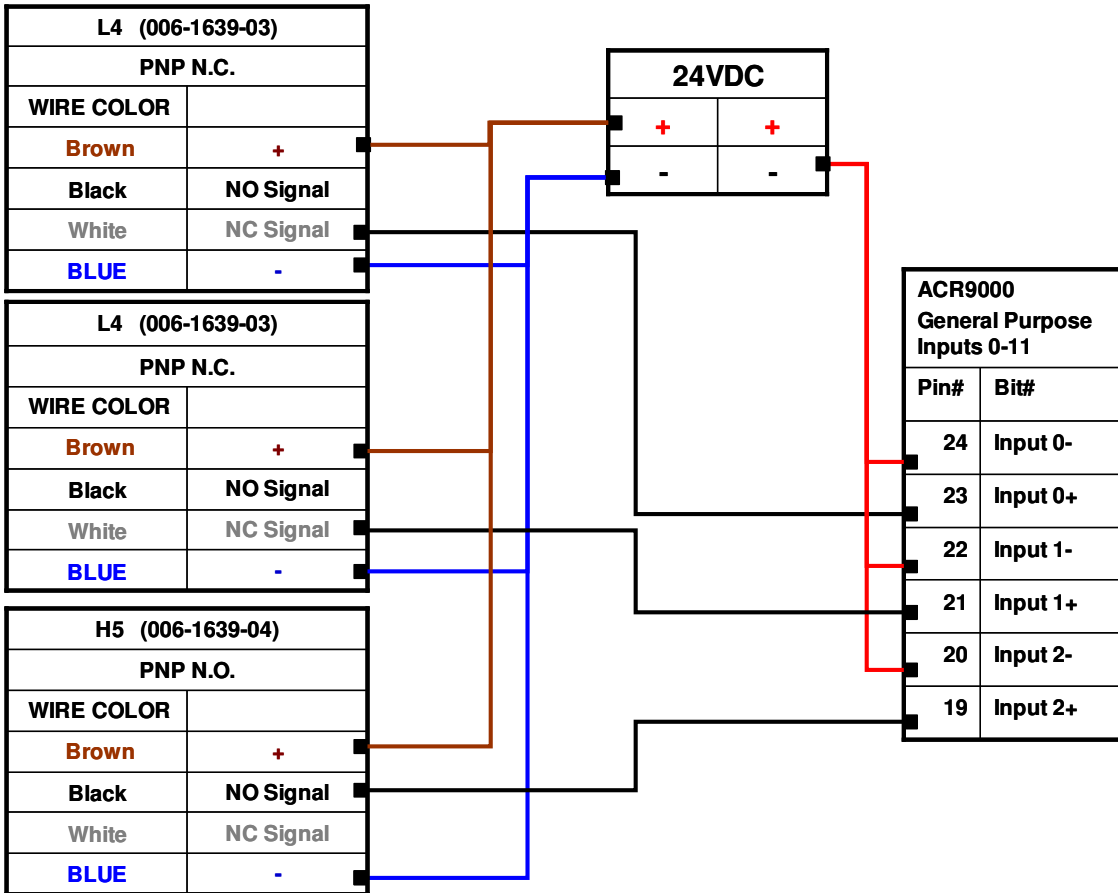 L4 (006-1639-03)
PNP N.C.
WIRE COLOR
Brown +
Black NO Signal
White NC Signal
BLUE -
L4 (006-1639-03)
PNP N.C.
WIRE COLOR
Brown +
Black NO Signal
White NC Signal
BLUE -
H5 (006-1639-04)
PNP N.O.
WIRE COLOR
Brown +
Black NO Signal
White NC Signal
BLUE -
24VDC
+ +
- -
ACR9000
General Purpose
Inputs 0-11
Pin# Bit#
24 Input 0-
23 Input 0+
22 Input 1-
21 Input 1+
20 Input 2-
19 Input 2+